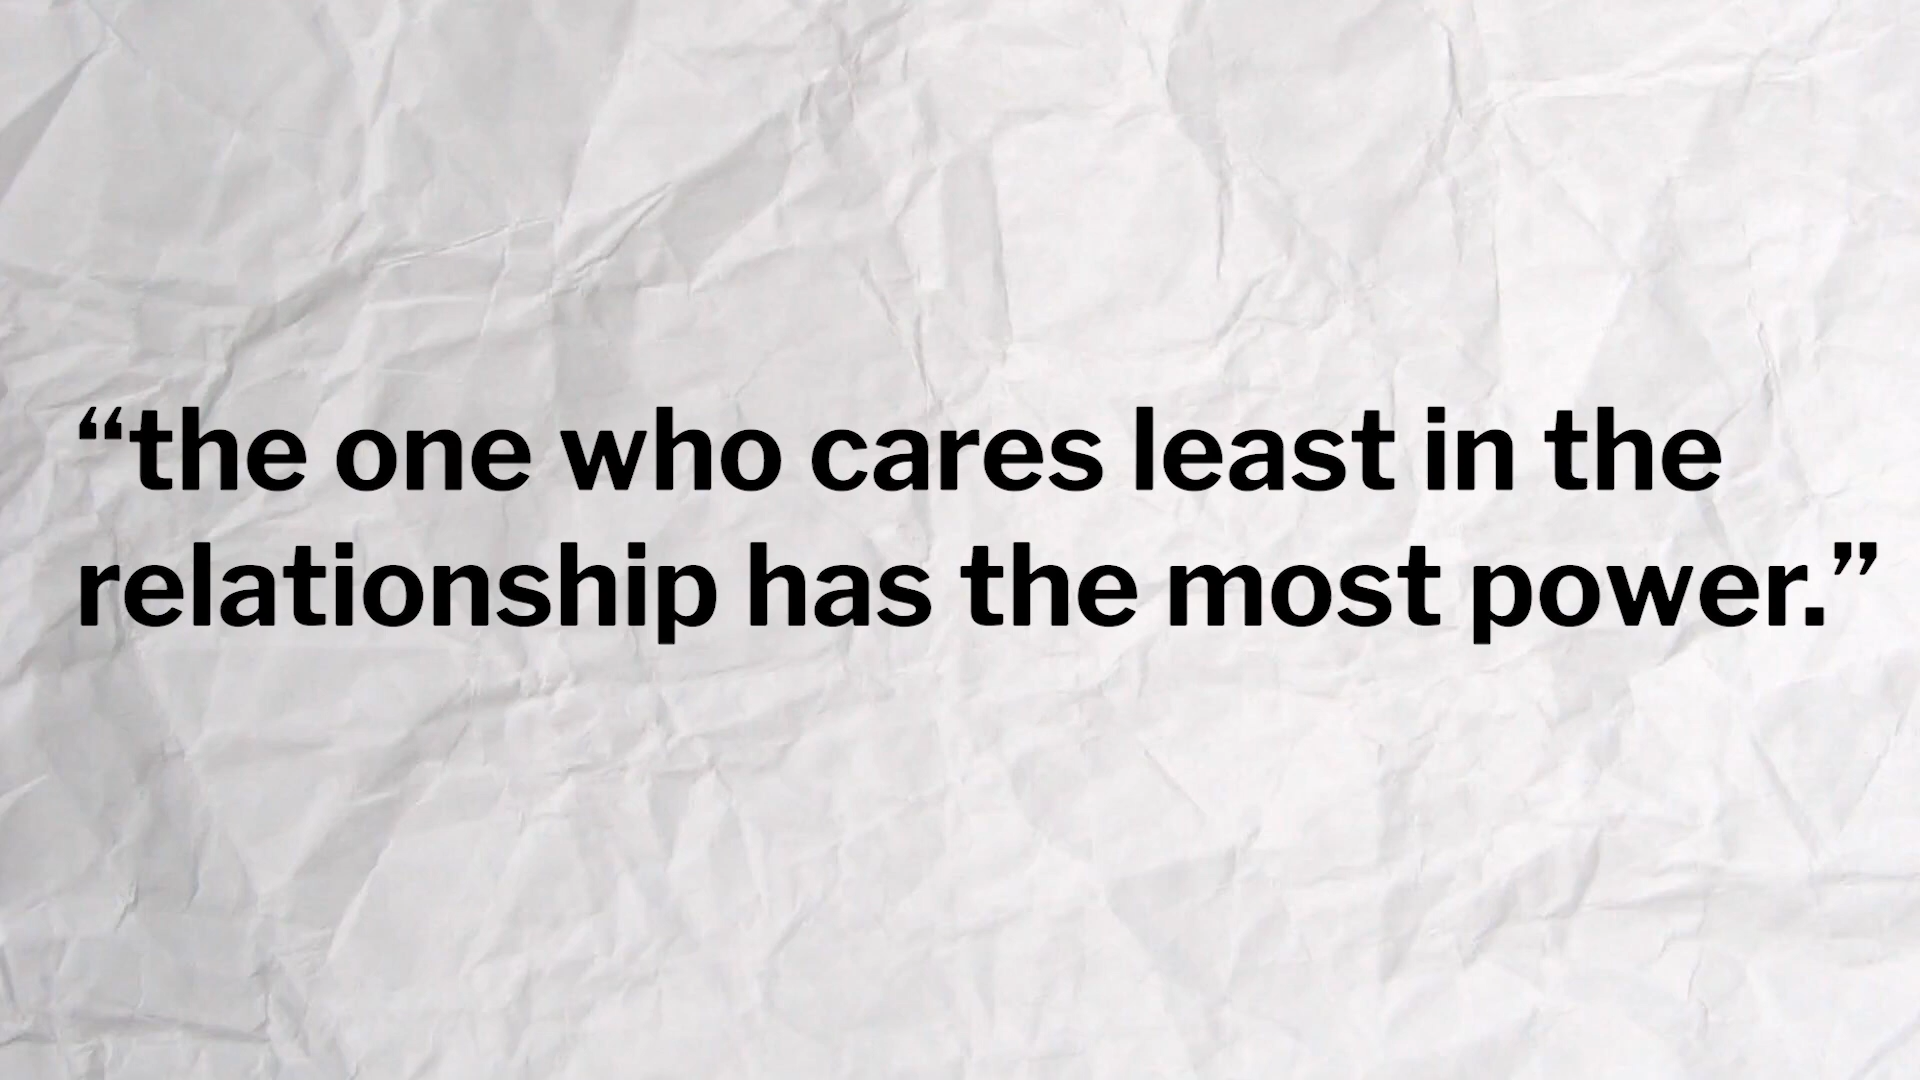 “the one who cares least in the
relationship has the most power.”